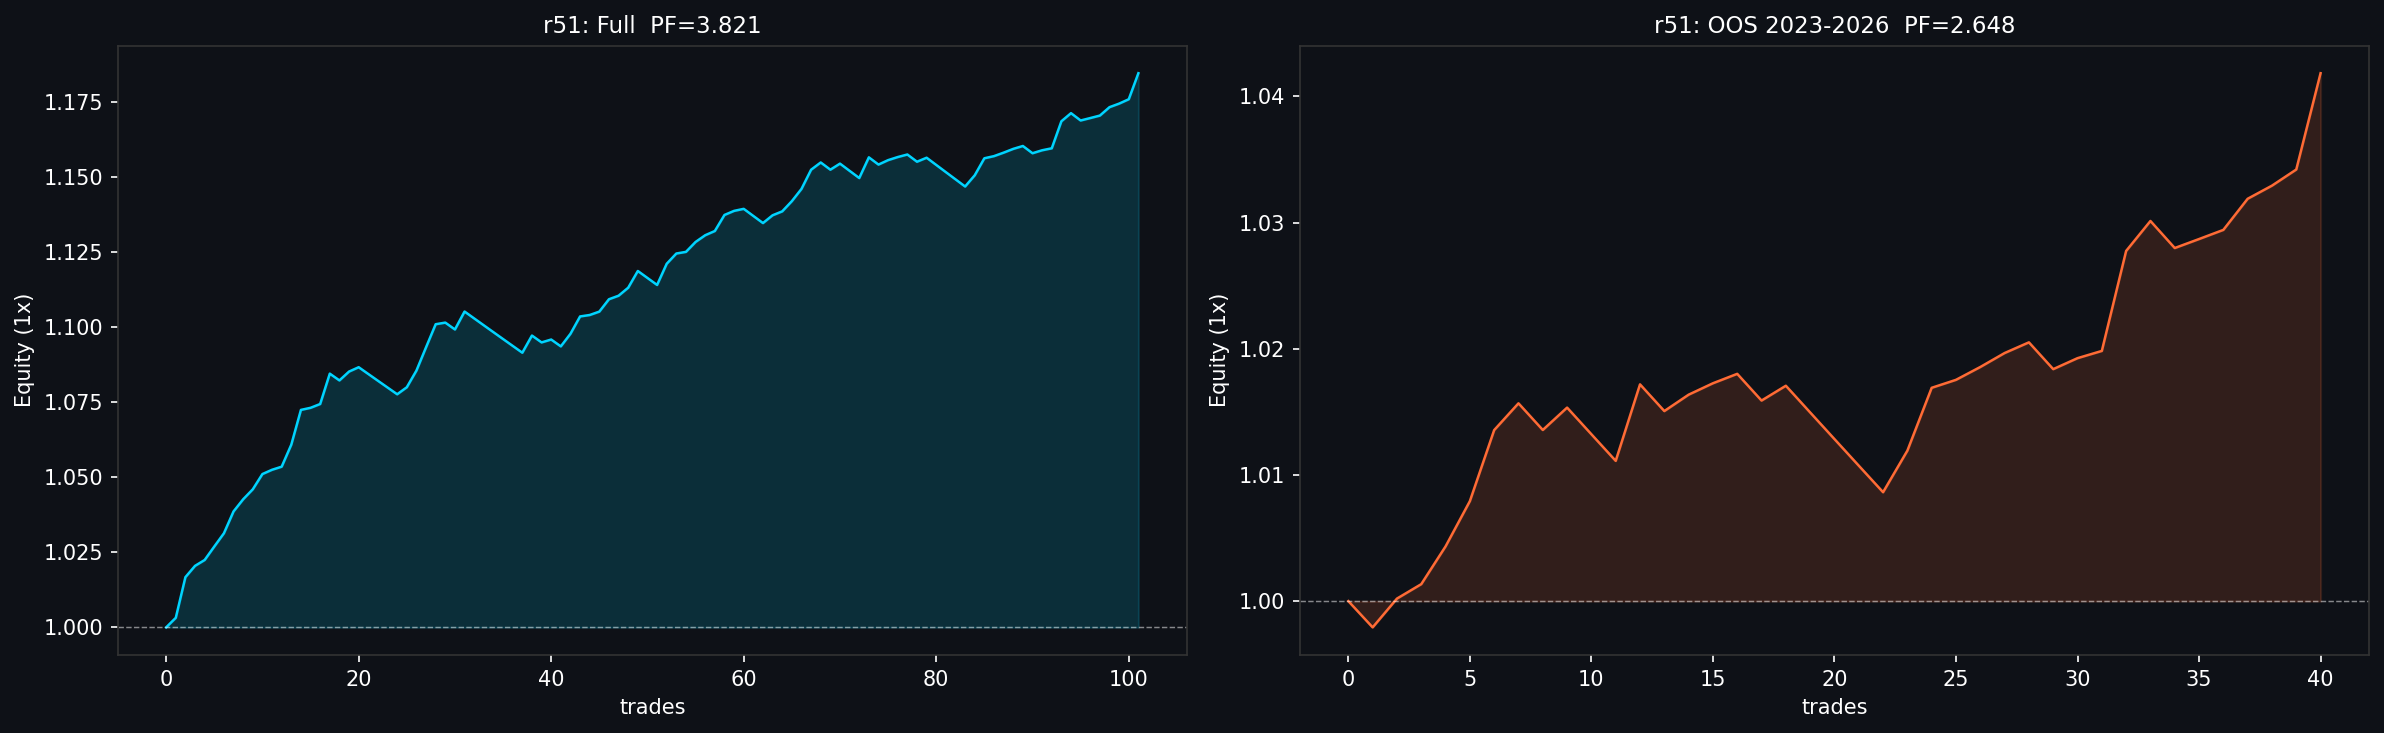 r51: Full  PF=3.821
1.175
1.150
1.125
1.100
1.075
1.050
1.025
1.000
Equity (1x)
0 20 40 60 80 100
trades
r51: OOS 2023-2026  PF=2.648
1.04
1.03
1.02
1.01
1.00
Equity (1x)
0 5 10 15 20 25 30 35 40
trades